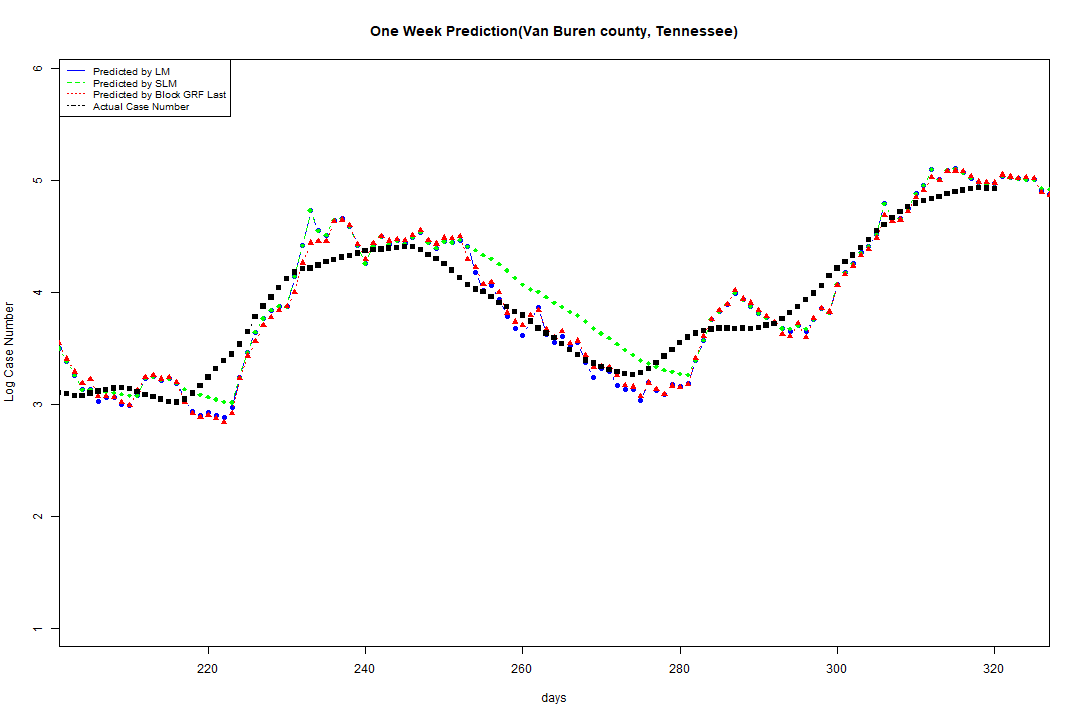 One Week Prediction(Van Buren county, Tennessee)
Predicted by LM
Predicted by SLM
Predicted by Block GRF Last
Actual Case Number
6
5
4
3
2
1
Log Case Number
220 240 260 280 300 320
days